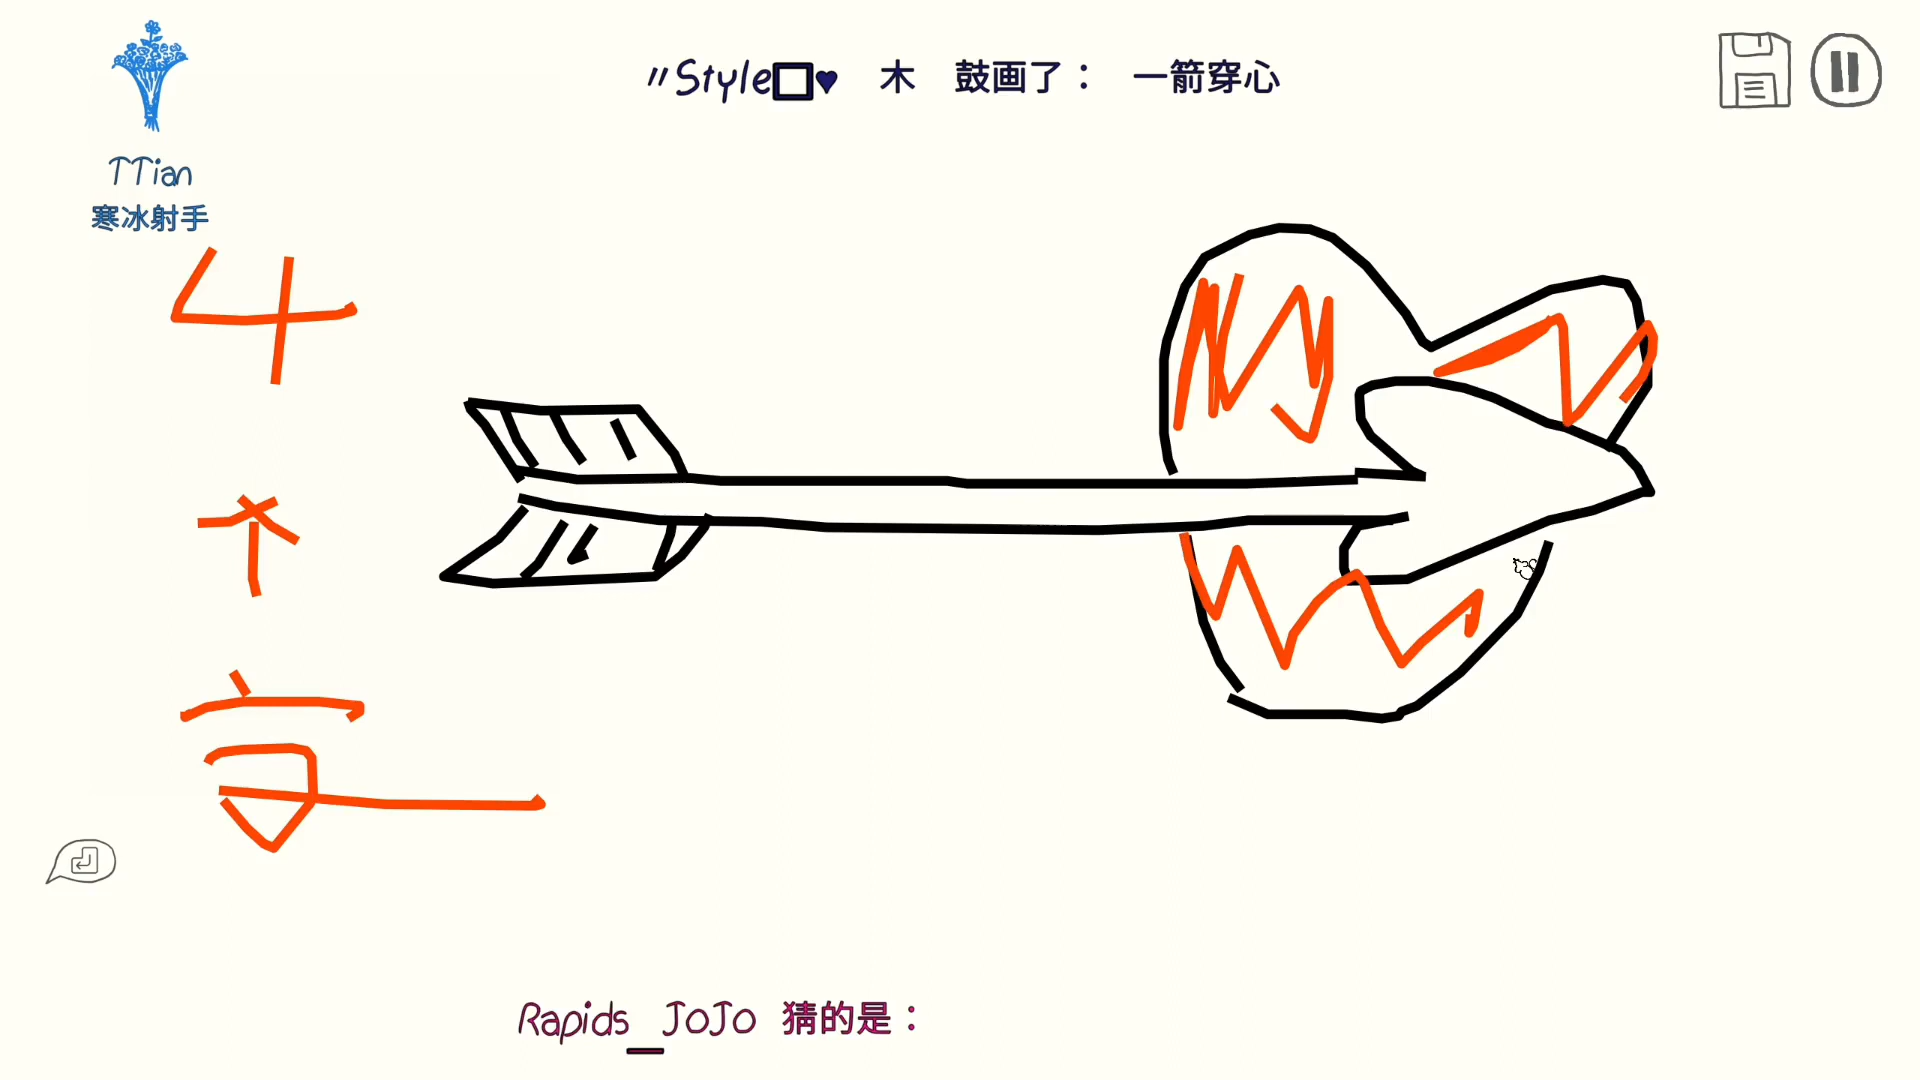 〃Style□♥ 木 鼓画了： 一箭穿心
TTian
寒冰射手
4
个
字
Rapids_JoJo 猜的是：